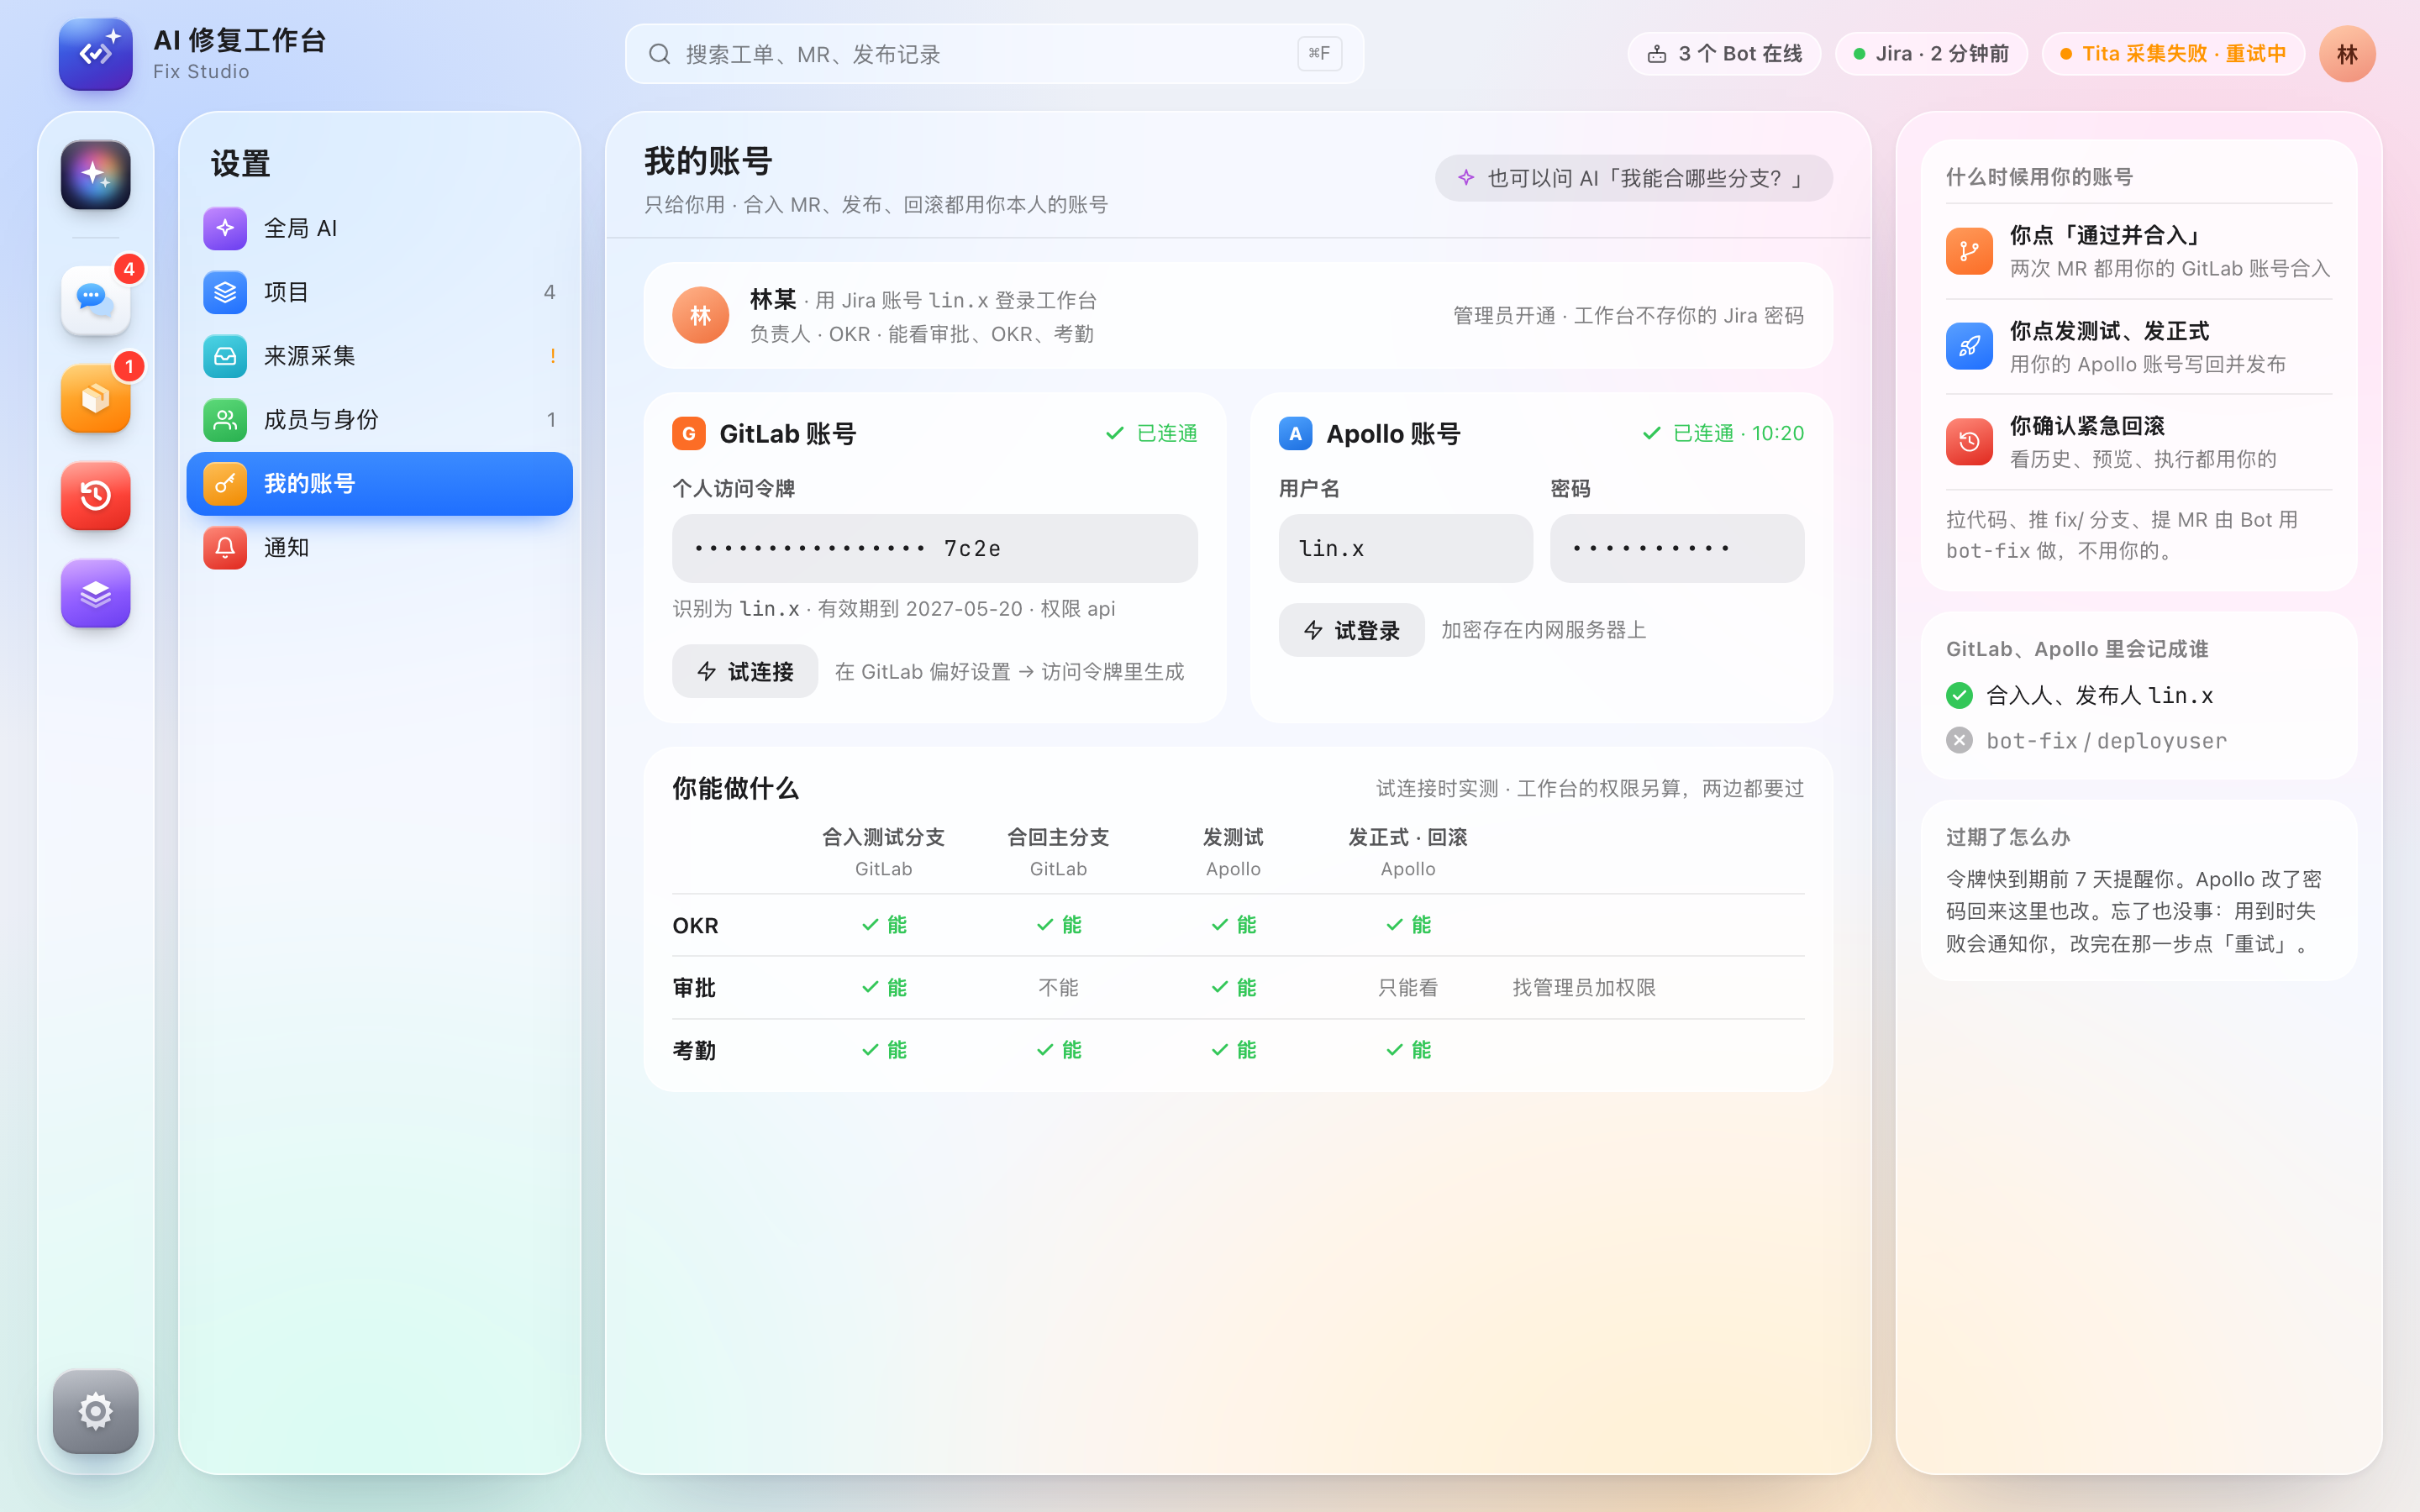 AI 修复工作台
Fix Studio
搜索工单、MR、发布记录
⌘F
3 个 Bot 在线
Jira · 2 分钟前
Tita 采集失败 · 重试中
林
4
1
设置
全局 AI
项目
4
来源采集
!
成员与身份
1
我的账号
通知
我的账号
只给你用 · 合入 MR、发布、回滚都用你本人的账号
也可以问 AI「我能合哪些分支？」
林
林某 · 用 Jira 账号 lin.x 登录工作台
负责人 · OKR · 能看审批、OKR、考勤
管理员开通 · 工作台不存你的 Jira 密码
G
GitLab 账号
已连通
个人访问令牌
•••••••••••••••• 7c2e
识别为 lin.x · 有效期到 2027-05-20 · 权限 api
试连接
在 GitLab 偏好设置 → 访问令牌里生成
A
Apollo 账号
已连通 · 10:20
用户名
密码
lin.x
••••••••••
试登录
加密存在内网服务器上
你能做什么
试连接时实测 · 工作台的权限另算，两边都要过
合入测试分支
GitLab
合回主分支
GitLab
发测试
Apollo
发正式 · 回滚
Apollo
OKR
能
能
能
能
审批
能
不能
能
只能看
找管理员加权限
考勤
能
能
能
能
什么时候用你的账号
你点「通过并合入」
两次 MR 都用你的 GitLab 账号合入
你点发测试、发正式
用你的 Apollo 账号写回并发布
你确认紧急回滚
看历史、预览、执行都用你的
拉代码、推 fix/ 分支、提 MR 由 Bot 用
bot-fix 做，不用你的。
GitLab、Apollo 里会记成谁
合入人、发布人 lin.x
bot-fix / deployuser
过期了怎么办
令牌快到期前 7 天提醒你。Apollo 改了密
码回来这里也改。忘了也没事：用到时失
败会通知你，改完在那一步点「重试」。